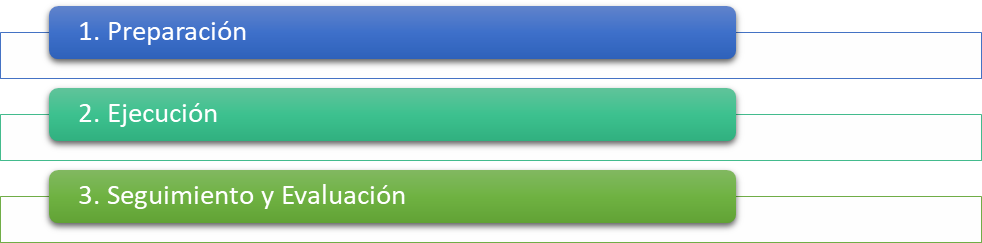 1. Preparación
2. Ejecución
3. Seguimiento y Evaluación